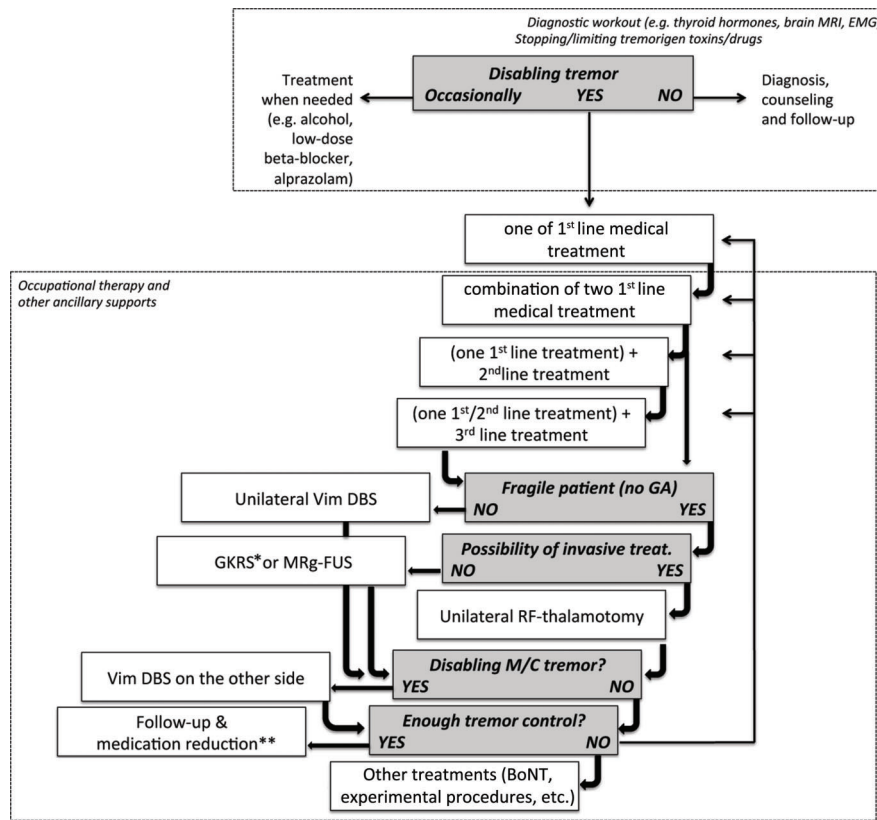 Diagnostic workout (e.g. thyroid hormones, brain MRI, EMG,
Stopping/limiting tremorigen toxins/drugs
Disabling tremor
Occasionally YES NO
Treatment
when needed
(e.g. alcohol,
low-dose
beta-blocker,
alprazolam)
Diagnosis,
counseling
and follow-up
one of 1st line medical
treatment
Occupational therapy and
other ancillary supports
combination of two 1st line
medical treatment
(one 1st line treatment) +
2nd line treatment
(one 1st/2nd line treatment) +
3rd line treatment
Fragile patient (no GA)
NO YES
Unilateral Vim DBS
Possibility of invasive treat.
NO YES
GKRS* or MRg-FUS
Unilateral RF-thalamotomy
Disabling M/C tremor?
YES NO
Vim DBS on the other side
Enough tremor control?
YES NO
Follow-up &
medication reduction**
Other treatments (BoNT,
experimental procedures, etc.)